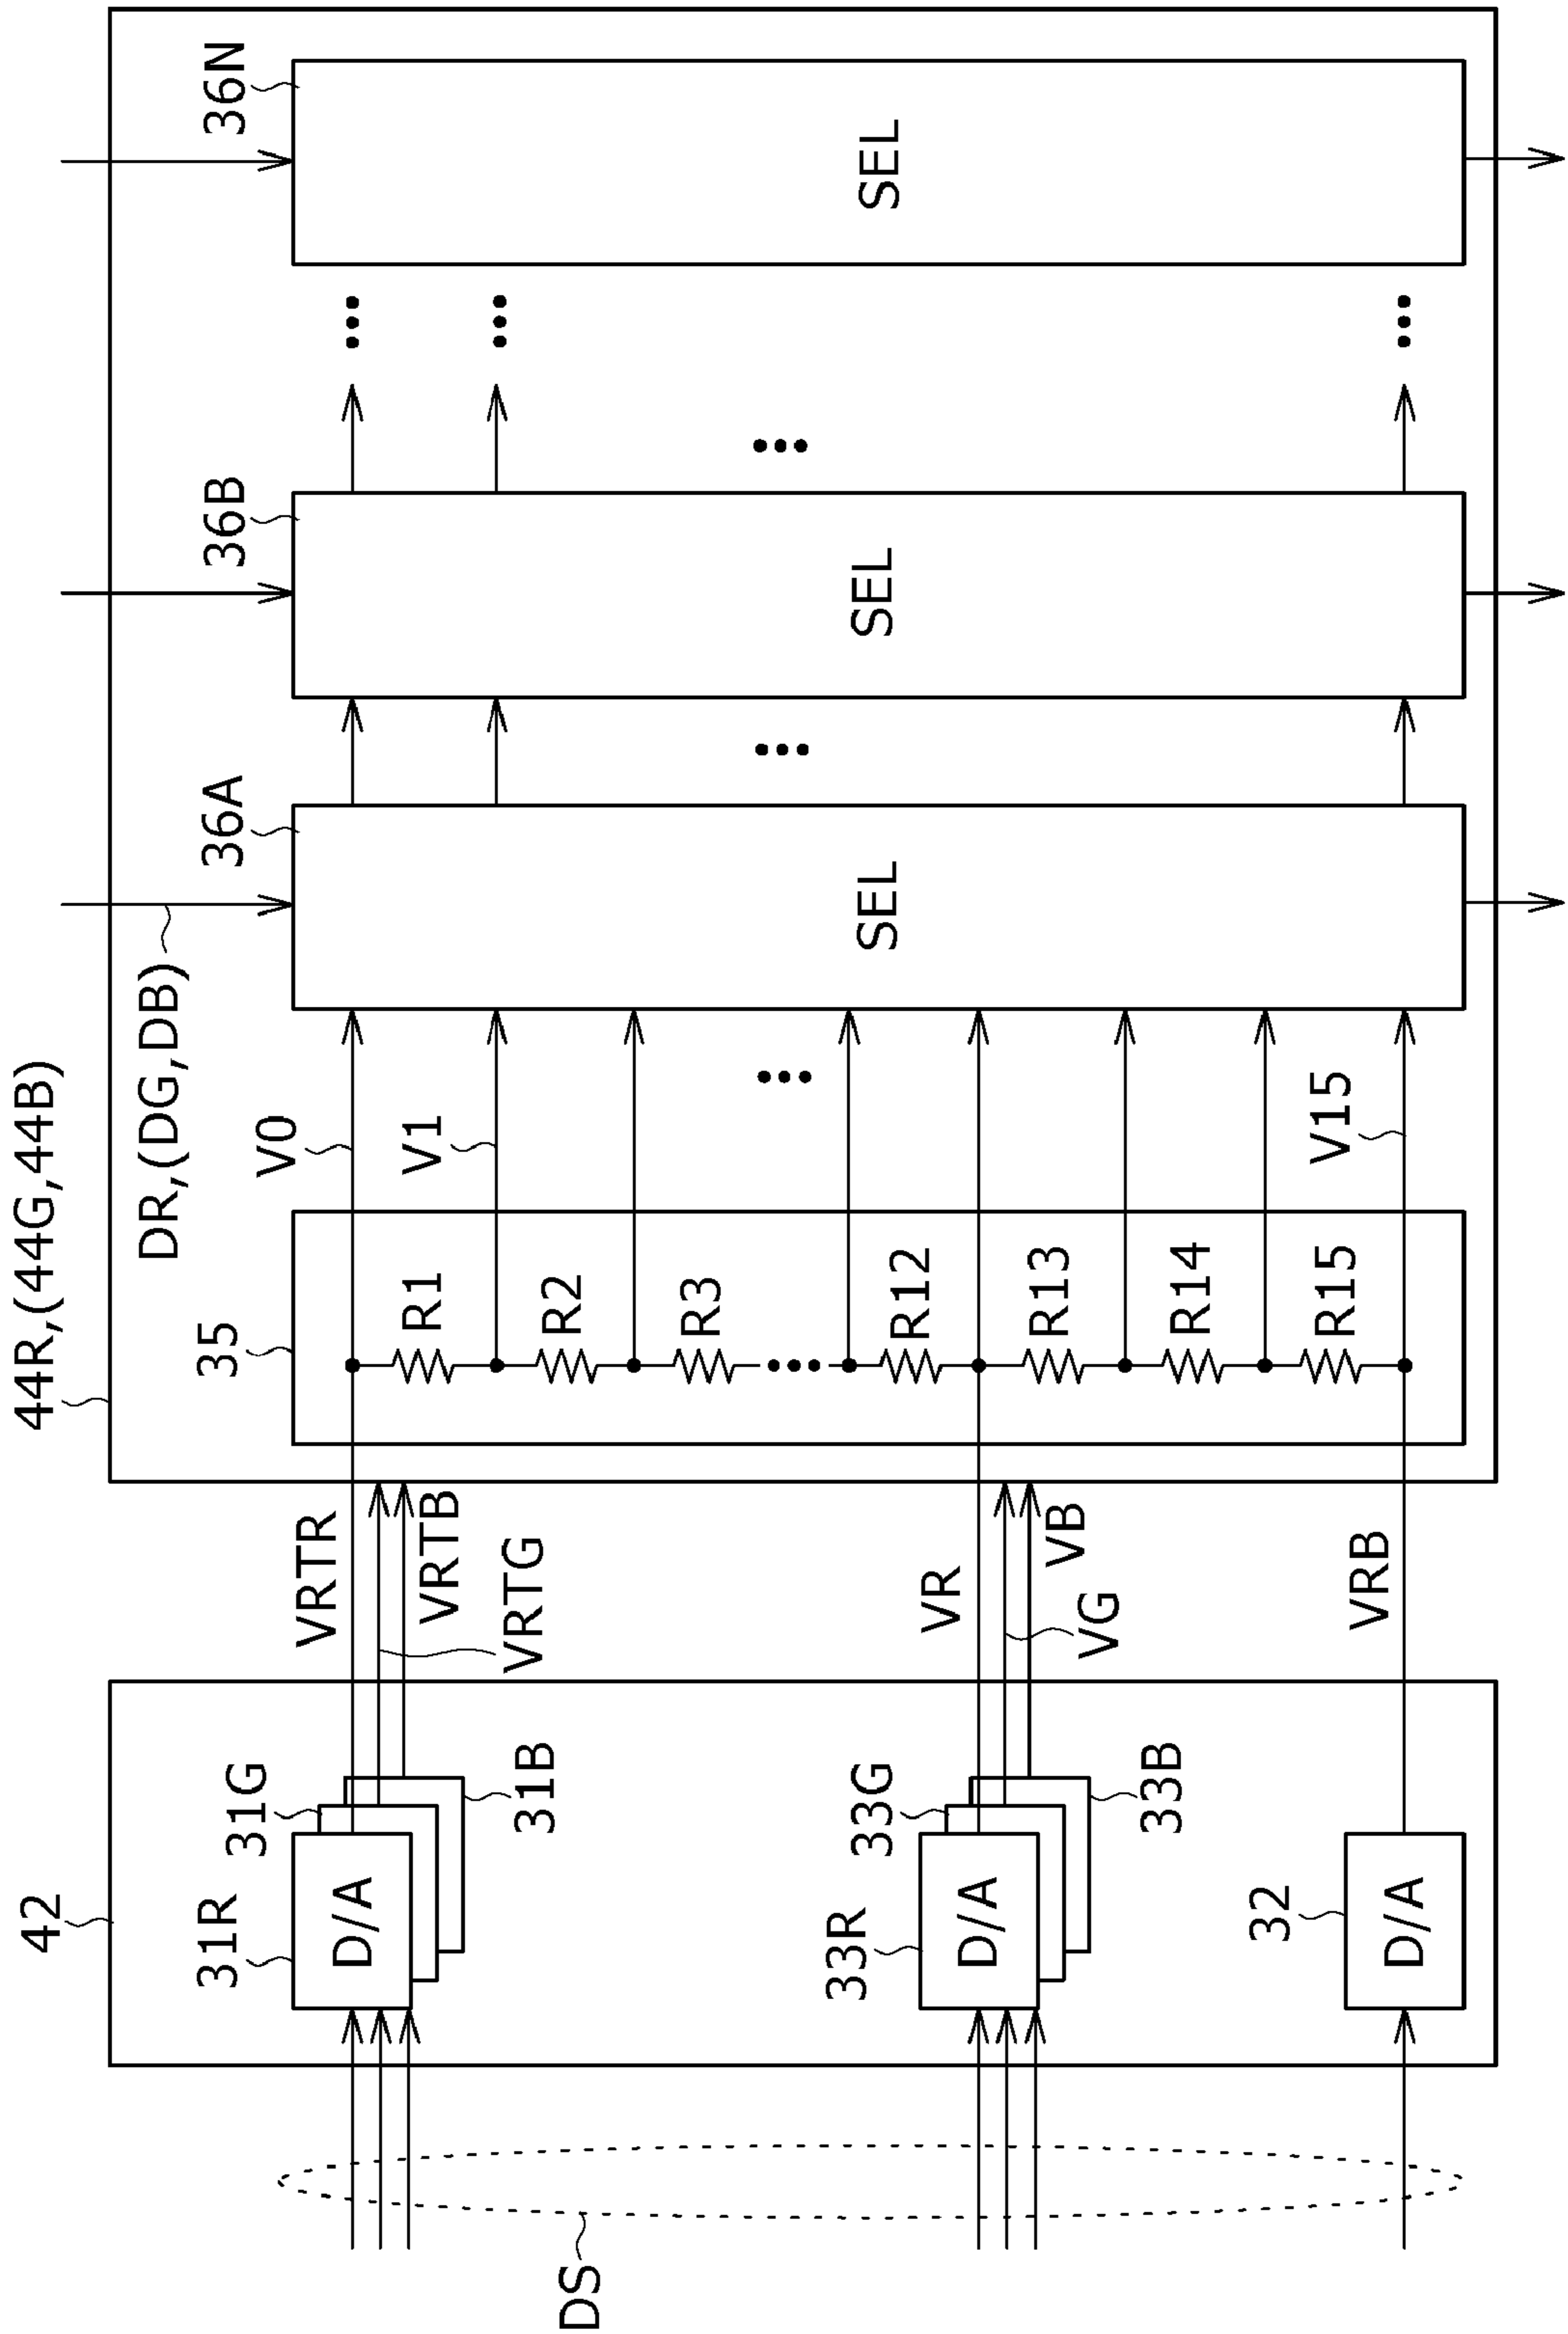 44R,(44G,44B)
42
DR,(DG,DB)
36A
36B
36N
35
31R
31G
31B
D/A
VRTR
VRTB
VRTG
V0
V1
R1
R2
R3
R12
R13
R14
R15
SEL
SEL
SEL
33R
33G
33B
D/A
VR
VB
VG
V15
32
D/A
VRB
DS